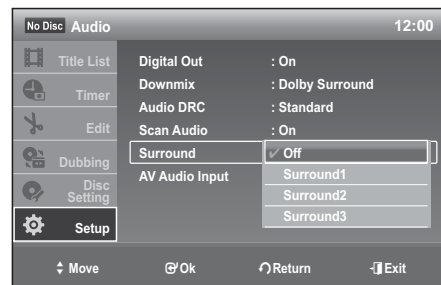 No Disc Audio 12:00
Title List
Timer
Edit
Dubbing
Disc
Setting
Setup
Digital Out : On
Downmix : Dolby Surround
Audio DRC : Standard
Scan Audio : On
Surround ✔ Off
Surround1
AV Audio Input
Surround2
Surround3
Move Ok Return Exit